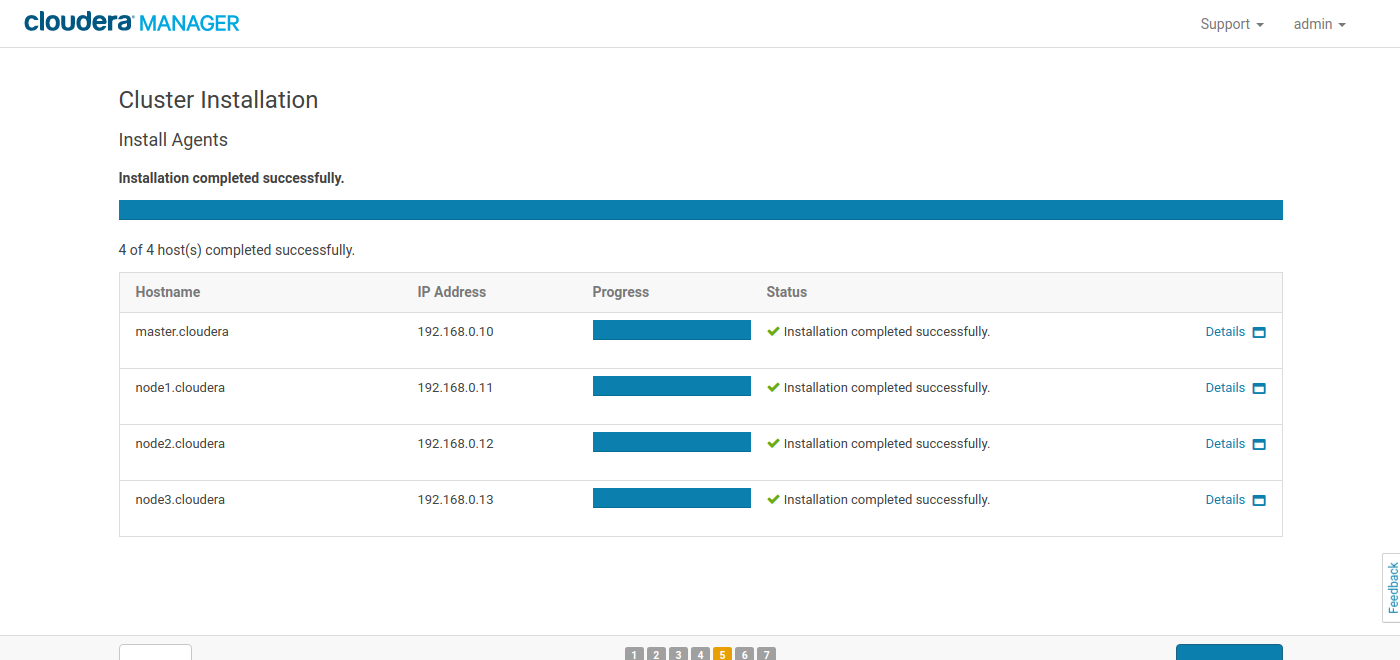 cloudera MANAGER
Support admin
Cluster Installation
Install Agents
Installation completed successfully.
4 of 4 host(s) completed successfully.
Hostname IP Address Progress Status
master.cloudera 192.168.0.10 Installation completed successfully. Details
node1.cloudera 192.168.0.11 Installation completed successfully. Details
node2.cloudera 192.168.0.12 Installation completed successfully. Details
node3.cloudera 192.168.0.13 Installation completed successfully. Details
Feedback
1 2 3 4 5 6 7